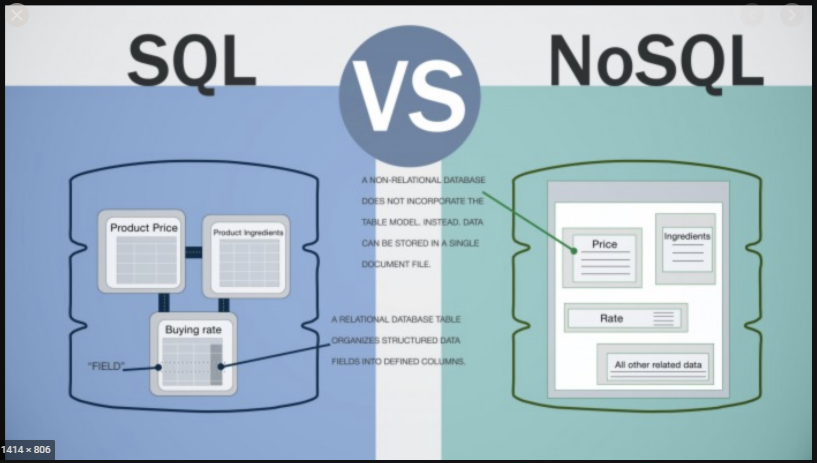 SQL
VS
NoSQL
A NON-RELATIONAL DATABASE
DOES NOT INCORPORATE THE
TABLE MODEL. INSTEAD. DATA
CAN BE STORED IN A SINGLE
DOCUMENT FILE.
Product Price
Product Ingredients
Buying rate
"FIELD"
A RELATIONAL DATABASE TABLE
ORGANIZES STRUCTURED DATA
FIELDS INTO DEFINED COLUMNS.
Price
Ingredients
Rate
All other related data
1414 × 806